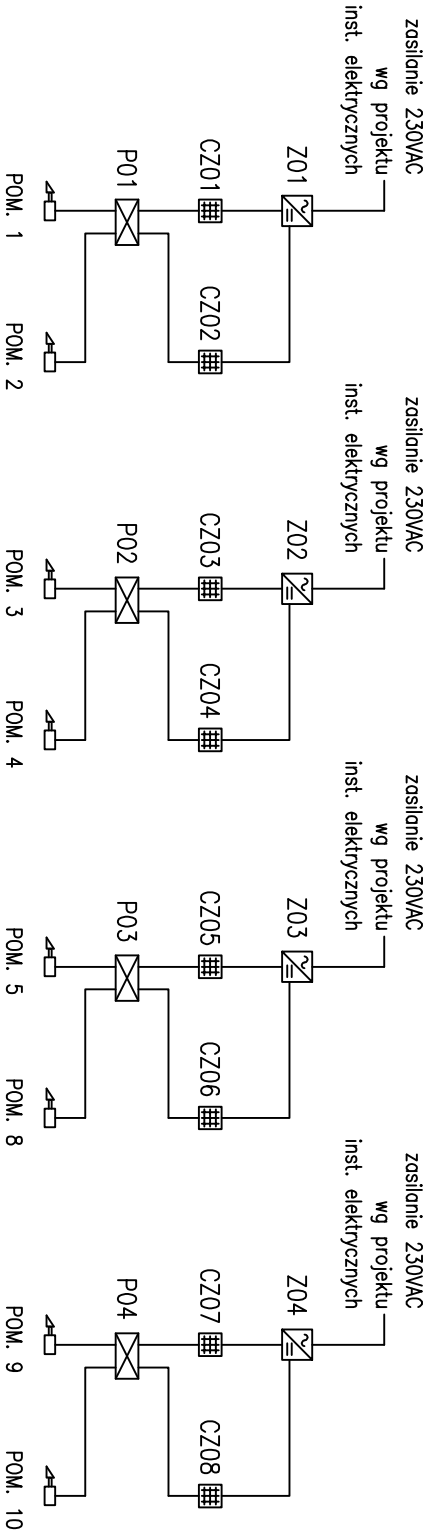 zasilanie 230VAC
wg projektu
inst. elektrycznych
Z01
CZ01
CZ02
P01
POM. 1
POM. 2
zasilanie 230VAC
wg projektu
inst. elektrycznych
Z02
CZ03
CZ04
P02
POM. 3
POM. 4
zasilanie 230VAC
wg projektu
inst. elektrycznych
Z03
CZ05
CZ06
P03
POM. 5
POM. 8
zasilanie 230VAC
wg projektu
inst. elektrycznych
Z04
CZ07
CZ08
P04
POM. 9
POM. 10